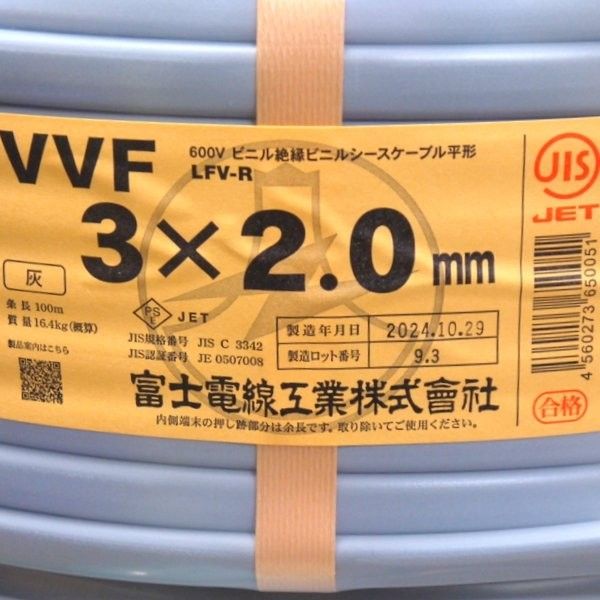 VVF
600V ビニル絶縁ビニルシースケーブル平形
LFV-R
3×2.0mm
JIS
JET
灰
条長 100m
質量 16.4kg(概算)
製品案内はこちら
PS
E
JET
JIS規格番号 JIS C 3342
JIS認証番号 JE 0507008
製造年月日 2024.10.29
製造ロット番号 9.3
4560273650051
合格
富士電線工業株式会社
内側端末の押し跡部分は余長です。取り除いてご使用ください。